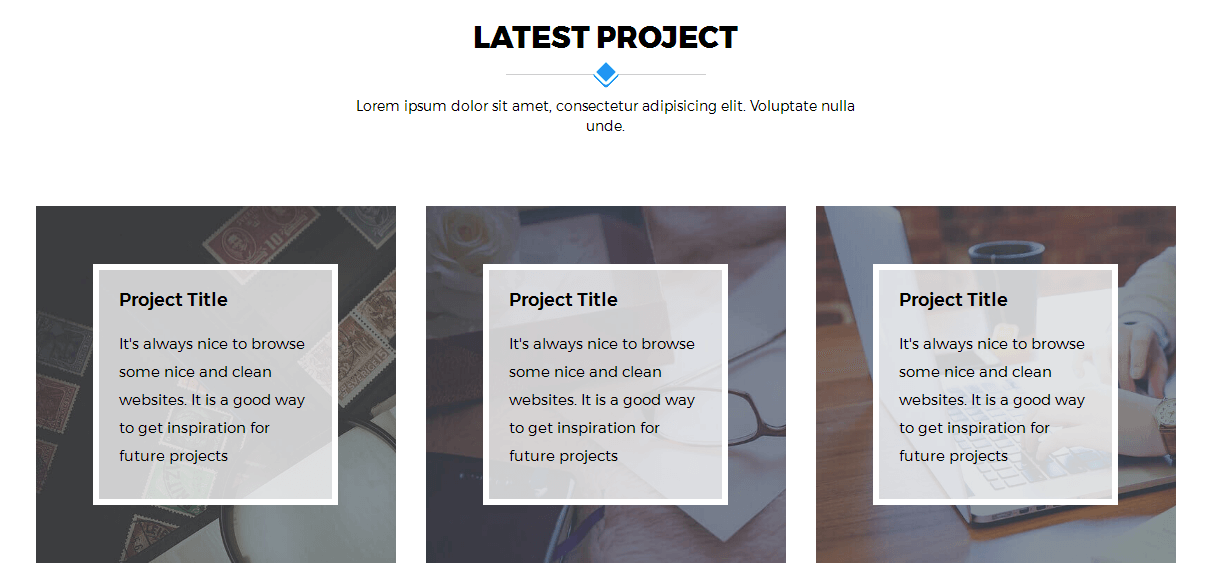 LATEST PROJECT
Lorem ipsum dolor sit amet, consectetur adipisicing elit. Voluptate nulla
unde.
Project Title
It's always nice to browse
some nice and clean
websites. It is a good way
to get inspiration for
future projects
Project Title
It's always nice to browse
some nice and clean
websites. It is a good way
to get inspiration for
future projects
Project Title
It's always nice to browse
some nice and clean
websites. It is a good way
to get inspiration for
future projects